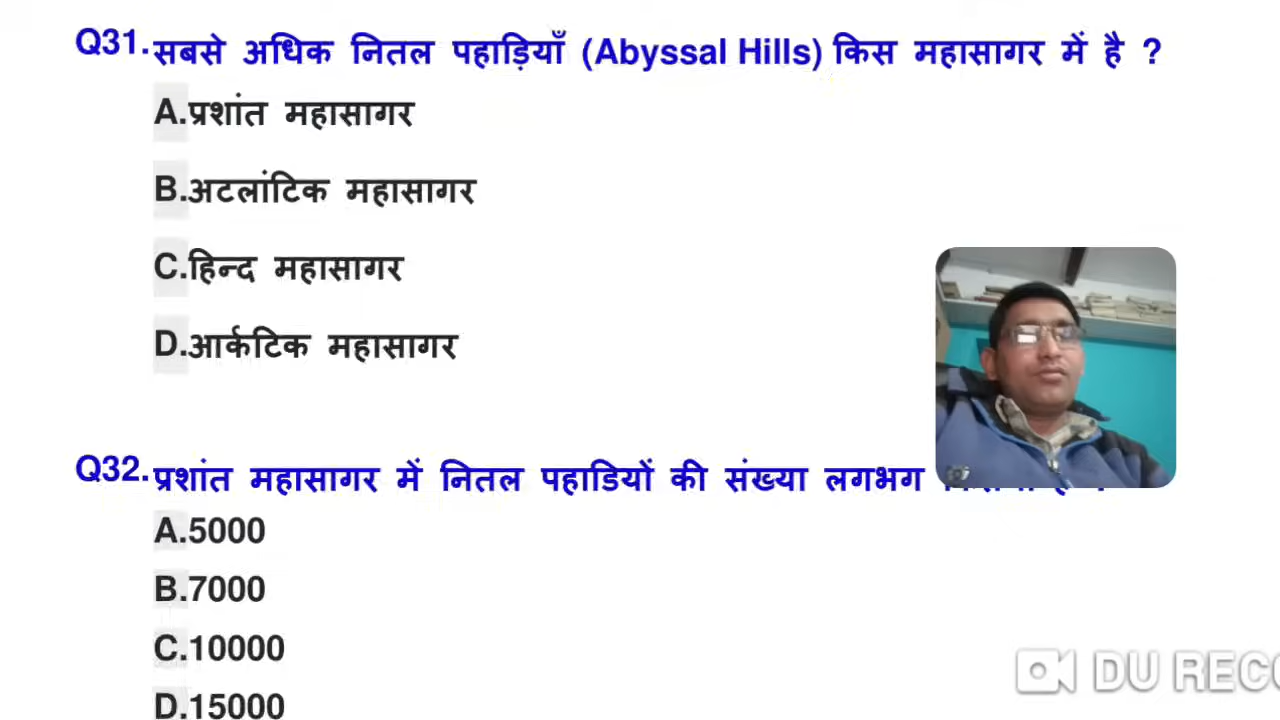 Q31. सबसे अधिक नितल पहाड़ियाँ (Abyssal Hills) किस महासागर में है ?
A.प्रशांत महासागर
B.अटलांटिक महासागर
C.हिन्द महासागर
D.आर्कटिक महासागर
Q32. प्रशांत महासागर में नितल पहाडियों की संख्या लगभग
A.5000
B.7000
C.10000
D.15000
DU RECO